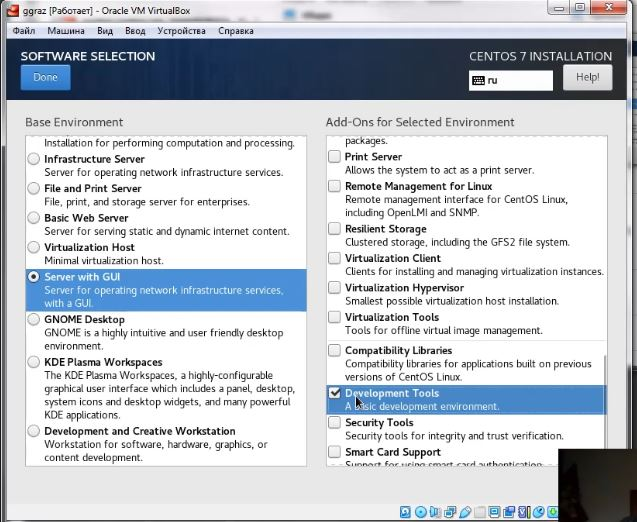 ggraz [Работает] - Oracle VM VirtualBox
Файл Машина Вид Ввод Устройства Справка
SOFTWARE SELECTION
CENTOS 7 INSTALLATION
Done
ru
Help!
Base Environment
Installation for performing computation and processing.
Infrastructure Server
Server for operating network infrastructure services.
File and Print Server
File, print, and storage server for enterprises.
Basic Web Server
Server for serving static and dynamic internet content.
Virtualization Host
Minimal virtualization host.
Server with GUI
Server for operating network infrastructure services,
with a GUI.
GNOME Desktop
GNOME is a highly intuitive and user friendly desktop
environment.
KDE Plasma Workspaces
The KDE Plasma Workspaces, a highly-configurable
graphical user interface which includes a panel, desktop,
system icons and desktop widgets, and many powerful
KDE applications.
Development and Creative Workstation
Workstation for software, hardware, graphics, or
content development.
Add-Ons for Selected Environment
packages.
Print Server
Allows the system to act as a print server.
Remote Management for Linux
Remote management interface for CentOS Linux,
including OpenLMI and SNMP.
Resilient Storage
Clustered storage, including the GFS2 file system.
Virtualization Client
Clients for installing and managing virtualization instances.
Virtualization Hypervisor
Smallest possible virtualization host installation.
Virtualization Tools
Tools for offline virtual image management.
Compatibility Libraries
Compatibility libraries for applications built on previous
versions of CentOS Linux.
Development Tools
A basic development environment.
Security Tools
Security tools for integrity and trust verification.
Smart Card Support
Support for using smart card authentication.